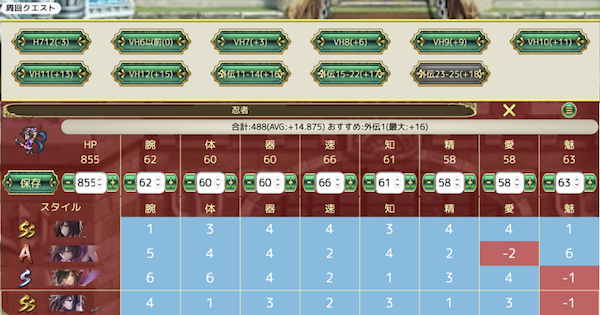 周回クエスト
H712(+3) VH6以前(0) VH7(+3) VH8(+6) VH9(+9) VH10(+11)
VH11(+13) VH12(+15) 外伝11-14(+16) 外伝15-22(+17) 外伝23-25(+18)
忍者
合計:488(AVG:+14.875) おすすめ:外伝1(最大:+16)
HP 腕 体 器 速 知 精 愛 魅
855 62 60 60 66 61 58 58 63
保存 855 62 60 60 66 61 58 58 63
スタイル 腕 体 器 速 知 精 愛 魅
SS 1 3 4 4 3 4 4 1
A 5 4 4 2 4 2 -2 6
S 6 6 4 2 1 3 4 -1
SS 4 1 3 2 3 1 3 -1